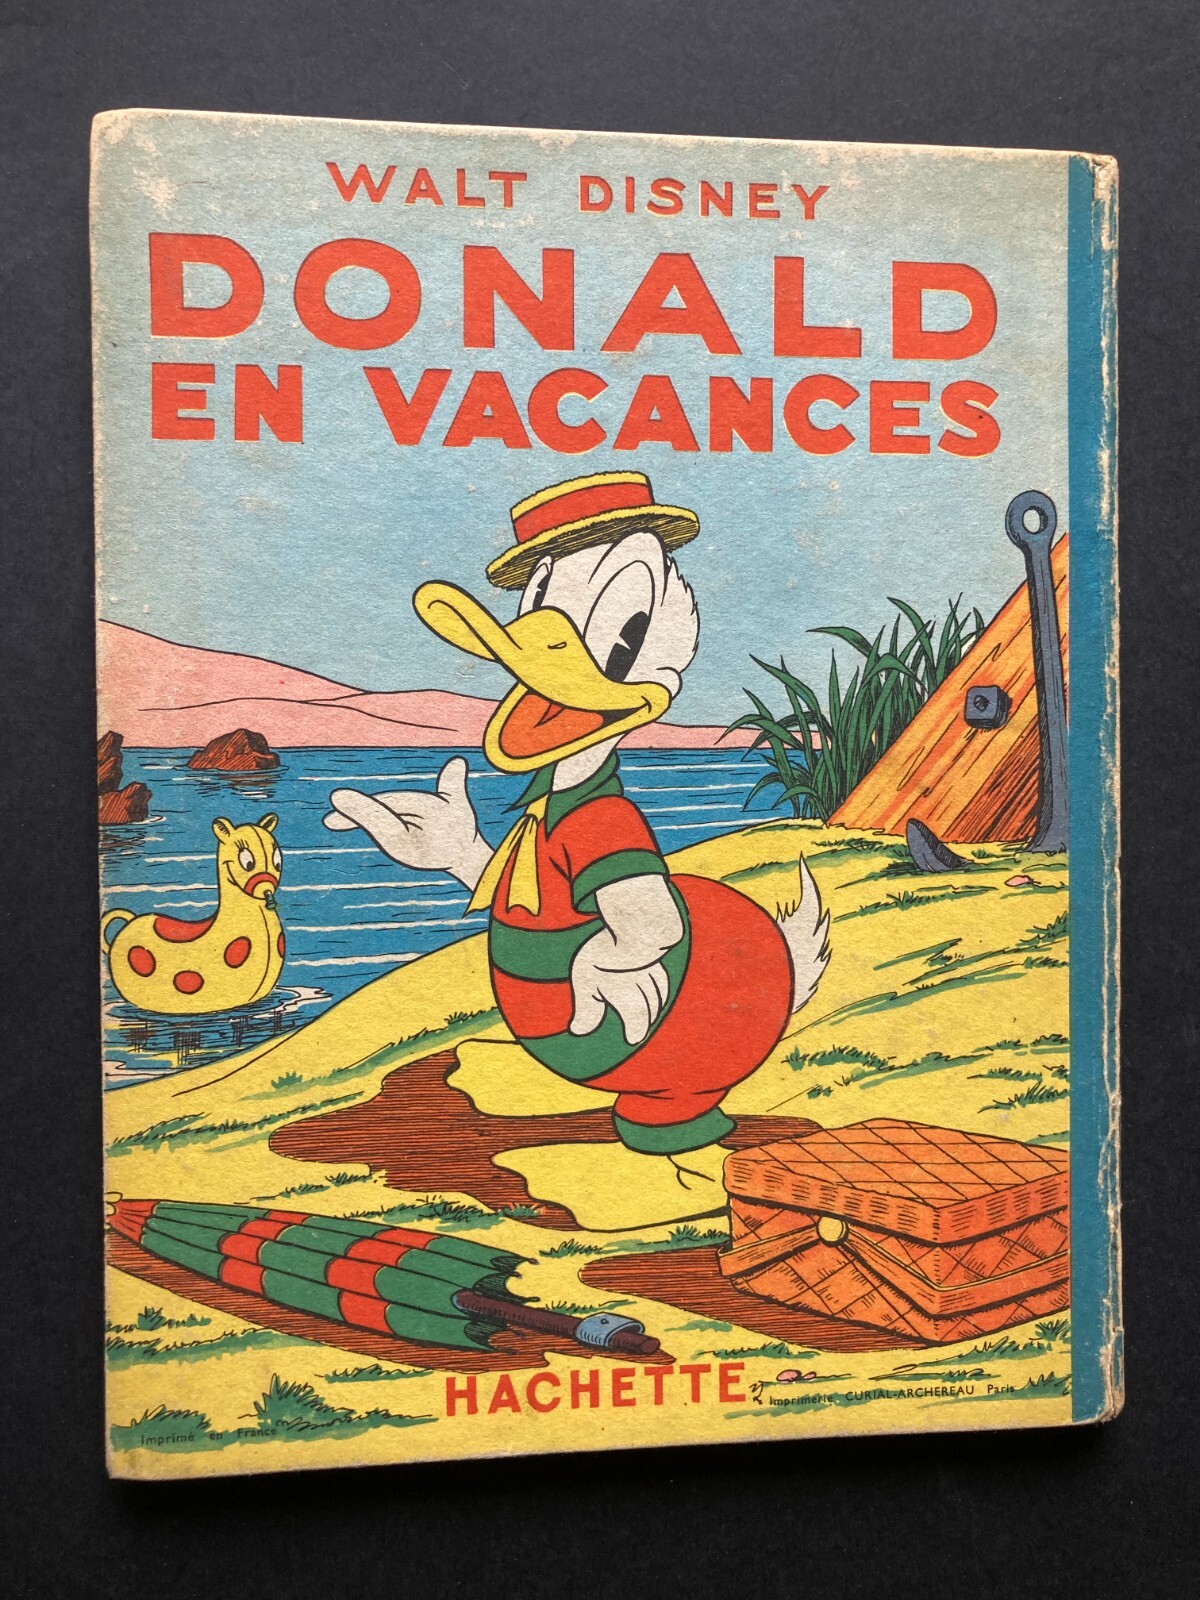 WALT DISNEY
DONALD
EN VACANCES
HACHETTE
Imprimerie CURIAL-ARCHEREAU Paris
Imprimé en France